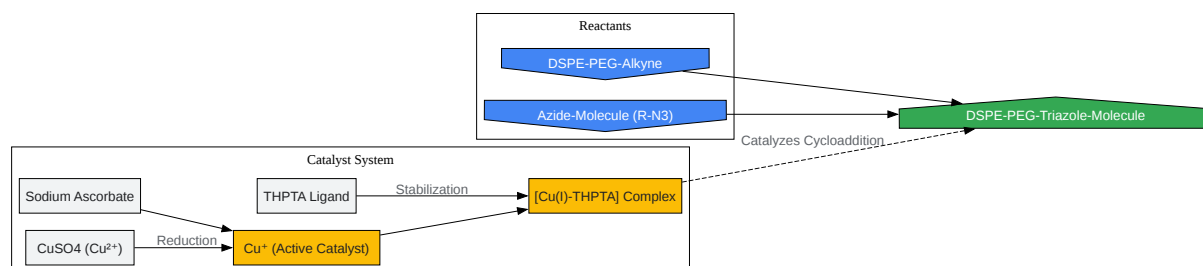 Reactants
DSPE-PEG-Alkyne
Azide-Molecule (R-N3)
DSPE-PEG-Triazole-Molecule
Catalyzes Cycloaddition
Catalyst System
Sodium Ascorbate
THPTA Ligand
Stabilization
[Cu(I)-THPTA] Complex
CuSO4 (Cu²⁺)
Reduction
Cu⁺ (Active Catalyst)